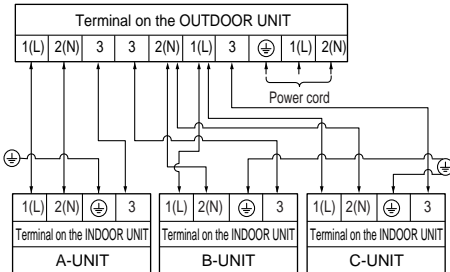 Terminal on the OUTDOOR UNIT
1(L) 2(N) 3 3 2(N) 1(L) 3 ⏚ 1(L) 2(N)
Power cord
1(L) 2(N) ⏚ 3 1(L) 2(N) ⏚ 3 1(L) 2(N) ⏚ 3
Terminal on the INDOOR UNIT Terminal on the INDOOR UNIT Terminal on the INDOOR UNIT
A-UNIT B-UNIT C-UNIT